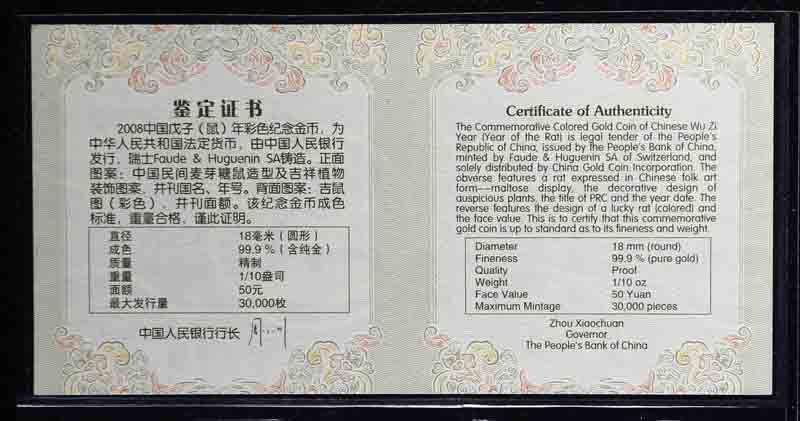 鉴定证书
2008中国戊子（鼠）年彩色纪念金币，为
中华人民共和国法定货币，由中国人民银行
发行，瑞士Faude & Huguenin SA铸造。正面
图案：中国民间麦芽糖鼠造型及吉祥植物
装饰图案，并刊国名、年号。背面图案：吉鼠
图（彩色），并刊面额。该纪念金币成色
标准，重量合格，谨此证明。
直径 18毫米（圆形）
成色 99.9 %（含纯金）
质量 精制
重量 1/10盎司
面额 50元
最大发行量 30,000枚
中国人民银行行长
Certificate of Authenticity
The Commemorative Colored Gold Coin of Chinese Wu Zi
Year (Year of the Rat) is legal tender of the People's
Republic of China, issued by the People's Bank of China,
minted by Faude & Huguenin SA of Switzerland, and
solely distributed by China Gold Coin Incorporation. The
obverse features a rat expressed in Chinese folk art
form——maltose display, the decorative design of
auspicious plants, the title of PRC and the year date. The
reverse features the design of a lucky rat (colored) and
the face value. This is to certify that this commemorative
gold coin is up to standard as to its fineness and weight.
Diameter 18 mm (round)
Fineness 99.9 % (pure gold)
Quality Proof
Weight 1/10 oz
Face Value 50 Yuan
Maximum Mintage 30,000 pieces
Zhou Xiaochuan
Governor
The People's Bank of China